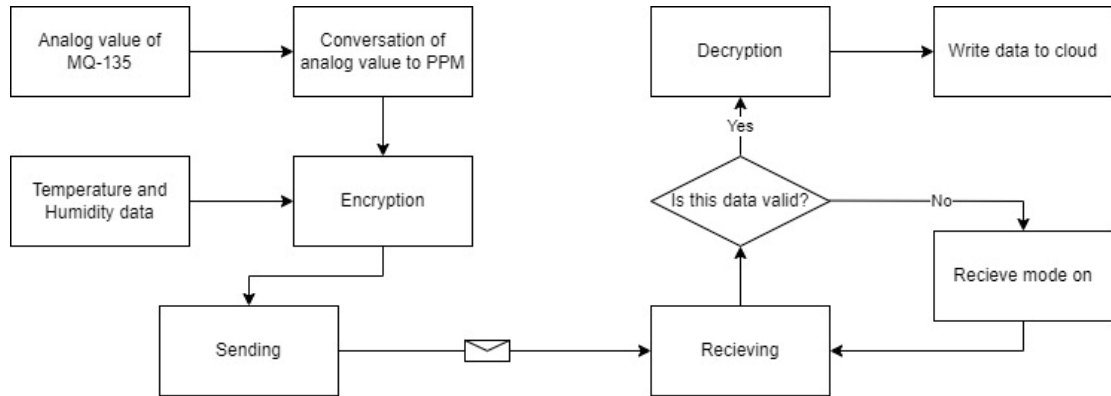 Analog value of
MQ-135
Conversation of
analog value to PPM
Decryption
Write data to cloud
Yes
Temperature and
Humidity data
Encryption
Is this data valid?
No
Recieve mode on
Sending
Recieving